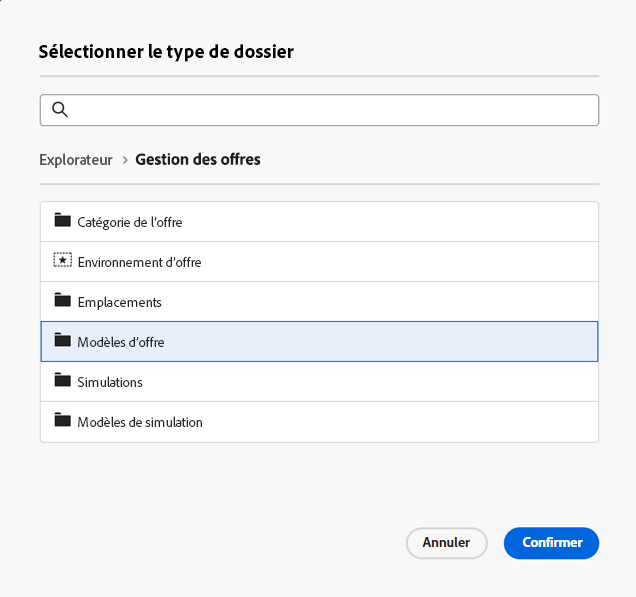 Sélectionner le type de dossier
Explorateur > Gestion des offres
Catégorie de l'offre
Environnement d'offre
Emplacements
Modèles d'offre
Simulations
Modèles de simulation
Annuler Confirmer